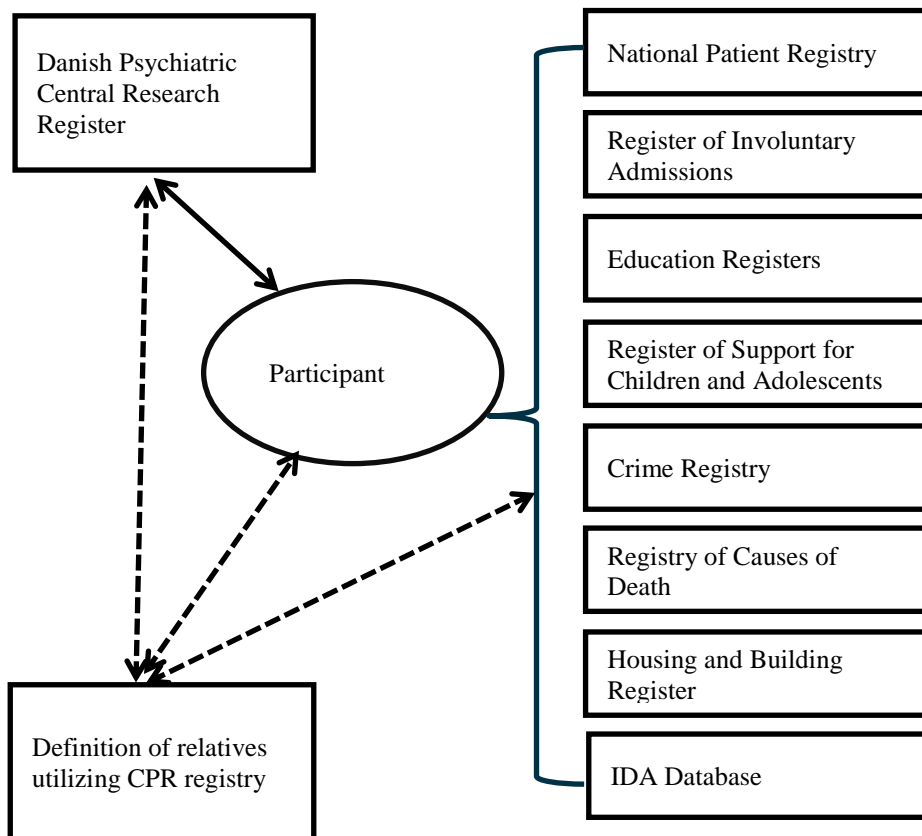 Danish Psychiatric
Central Research
Register
Participant
Definition of relatives
utilizing CPR registry
National Patient Registry
Register of Involuntary
Admissions
Education Registers
Register of Support for
Children and Adolescents
Crime Registry
Registry of Causes of
Death
Housing and Building
Register
IDA Database